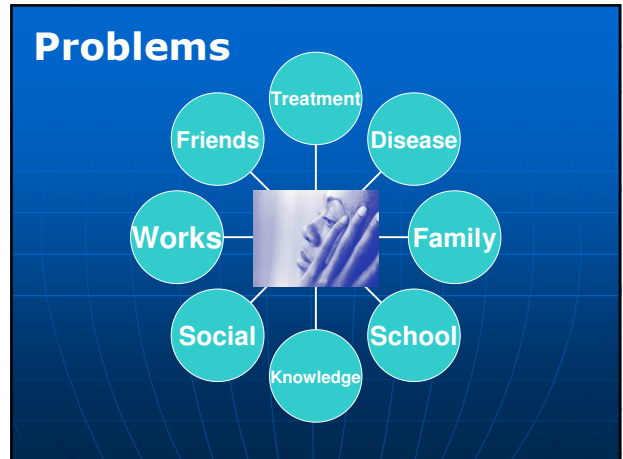 Problems
Treatment
Friends
Disease
Works
Family
Social
School
Knowledge